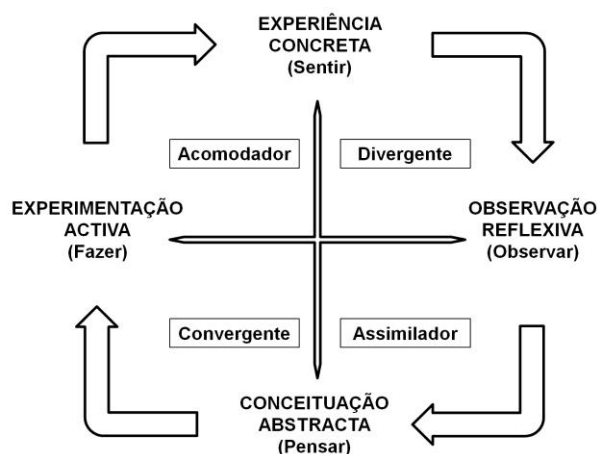 EXPERIÊNCIA
CONCRETA
(Sentir)
Acomodador
Divergente
EXPERIMENTAÇÃO
ACTIVA
(Fazer)
OBSERVAÇÃO
REFLEXIVA
(Observar)
Convergente
Assimilador
CONCEITUAÇÃO
ABSTRACTA
(Pensar)